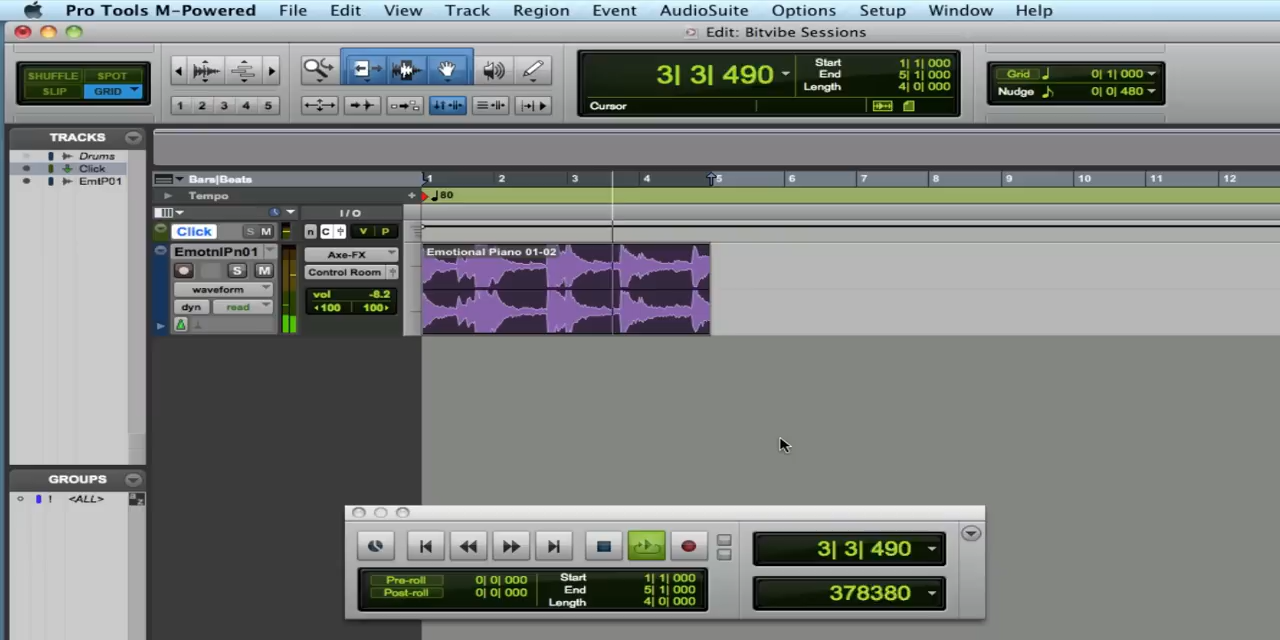 Pro Tools M-Powered File Edit View Track Region Event AudioSuite Options Setup Window Help
Edit: Bitvibe Sessions
SHUFFLE SPOT
SLIP GRID
1 2 3 4 5
3| 3| 490
Start 1| 1| 000
End 5| 1| 000
Length 4| 0| 000
Cursor
Grid 0| 1| 000
Nudge 0| 0| 480
TRACKS
Drums
Click
EmtP01
Bars|Beats 1 2 3 4 5 6 7 8 9 10 11 12
Tempo 80
I/O
Click S M n C V P
EmotnlPn01 Axe-FX Emotional Piano 01-02
S M Control Room
waveform vol -8.2
dyn read 100 100
GROUPS
1 <ALL>
3| 3| 490
Pre-roll 0| 0| 000 Start 1| 1| 000
Post-roll 0| 0| 000 End 5| 1| 000
Length 4| 0| 000
378380